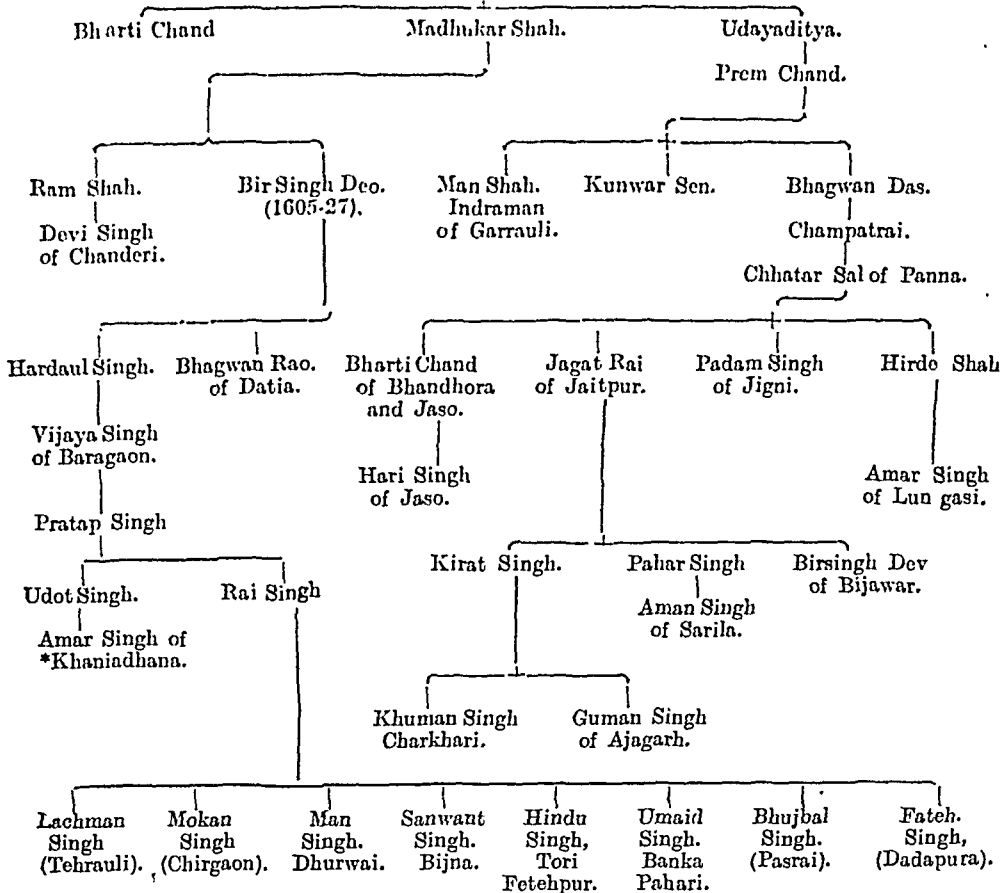 Bharti Chand
Madhukar Shah.
Udayaditya.
Prem Chand.
Ram Shah.
Bir Singh Deo.
(1605-27).
Man Shah.
Indraman
of Garrauli.
Kunwar Sen.
Bhagwan Das.
Devi Singh
of Chanderi.
Champatrai.
Chhatar Sal of Panna.
Hardaul Singh.
Bhagwan Rao.
of Datia.
Bharti Chand
of Bhandhora
and Jaso.
Jagat Rai
of Jaitpur.
Padam Singh
of Jigni.
Hirde Shah
Vijaya Singh
of Baragaon.
Hari Singh
of Jaso.
Amar Singh
of Lun gasi.
Pratap Singh
Kirat Singh.
Pahar Singh
Birsingh Dev
of Bijawar.
Udot Singh.
Rai Singh
Aman Singh
of Sarila.
Amar Singh of
*Khaniadhana.
Khuman Singh
Charkhari.
Guman Singh
of Ajagarh.
Lachman
Singh
(Tehrauli).
Mokan
Singh
(Chirgaon).
Man
Singh.
Dhurwai.
Sanwant
Singh.
Bijna.
Hindu
Singh,
Tori
Fetehpur.
Umaid
Singh.
Banka
Pahari.
Bhujbal
Singh.
(Pasrai).
Fateh.
Singh,
(Dadapura).